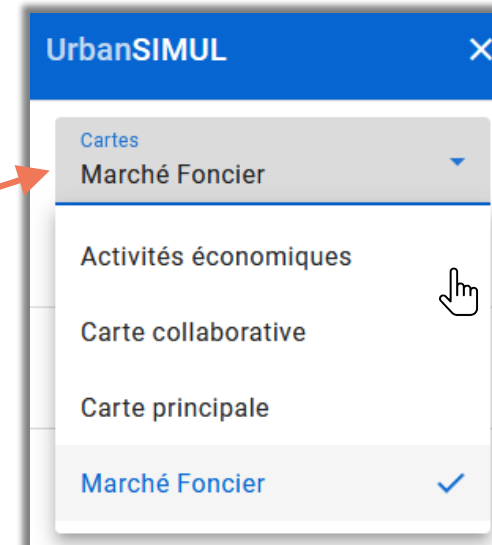 UrbanSIMUL
Cartes
Marché Foncier
Activités économiques
Carte collaborative
Carte principale
Marché Foncier